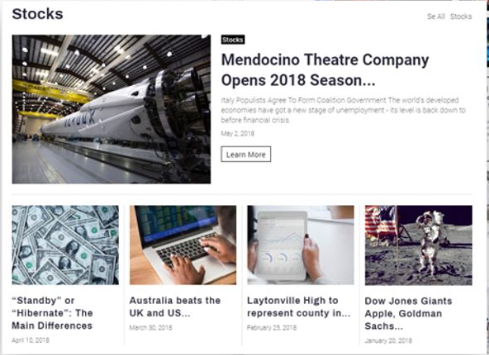 Stocks
Se All Stocks
Stocks
Mendocino Theatre Company
Opens 2018 Season...
Italy Populists Agree To Form Coalition Government The world's developed
economies have got a new stage of unemployment - its level is back down to
before financial crisis.
May 2, 2018
Learn More
"Standby" or
"Hibernate": The
Main Differences
April 10, 2018
Australia beats the
UK and US...
March 30, 2018
Laytonville High to
represent county in...
February 23, 2018
Dow Jones Giants
Apple, Goldman
Sachs...
January 20, 2018